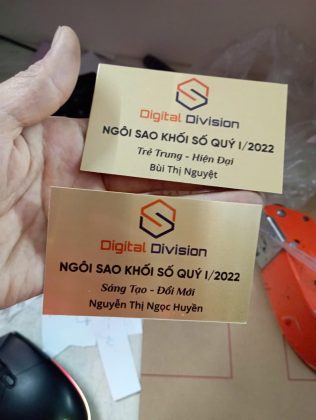 Digital Division
NGÔI SAO KHỐI SỐ QUÝ I/2022
Trẻ Trung - Hiện Đại
Bùi Thị Nguyệt
Digital Division
NGÔI SAO KHỐI SỐ QUÝ I/2022
Sáng Tạo - Đổi Mới
Nguyễn Thị Ngọc Huyền